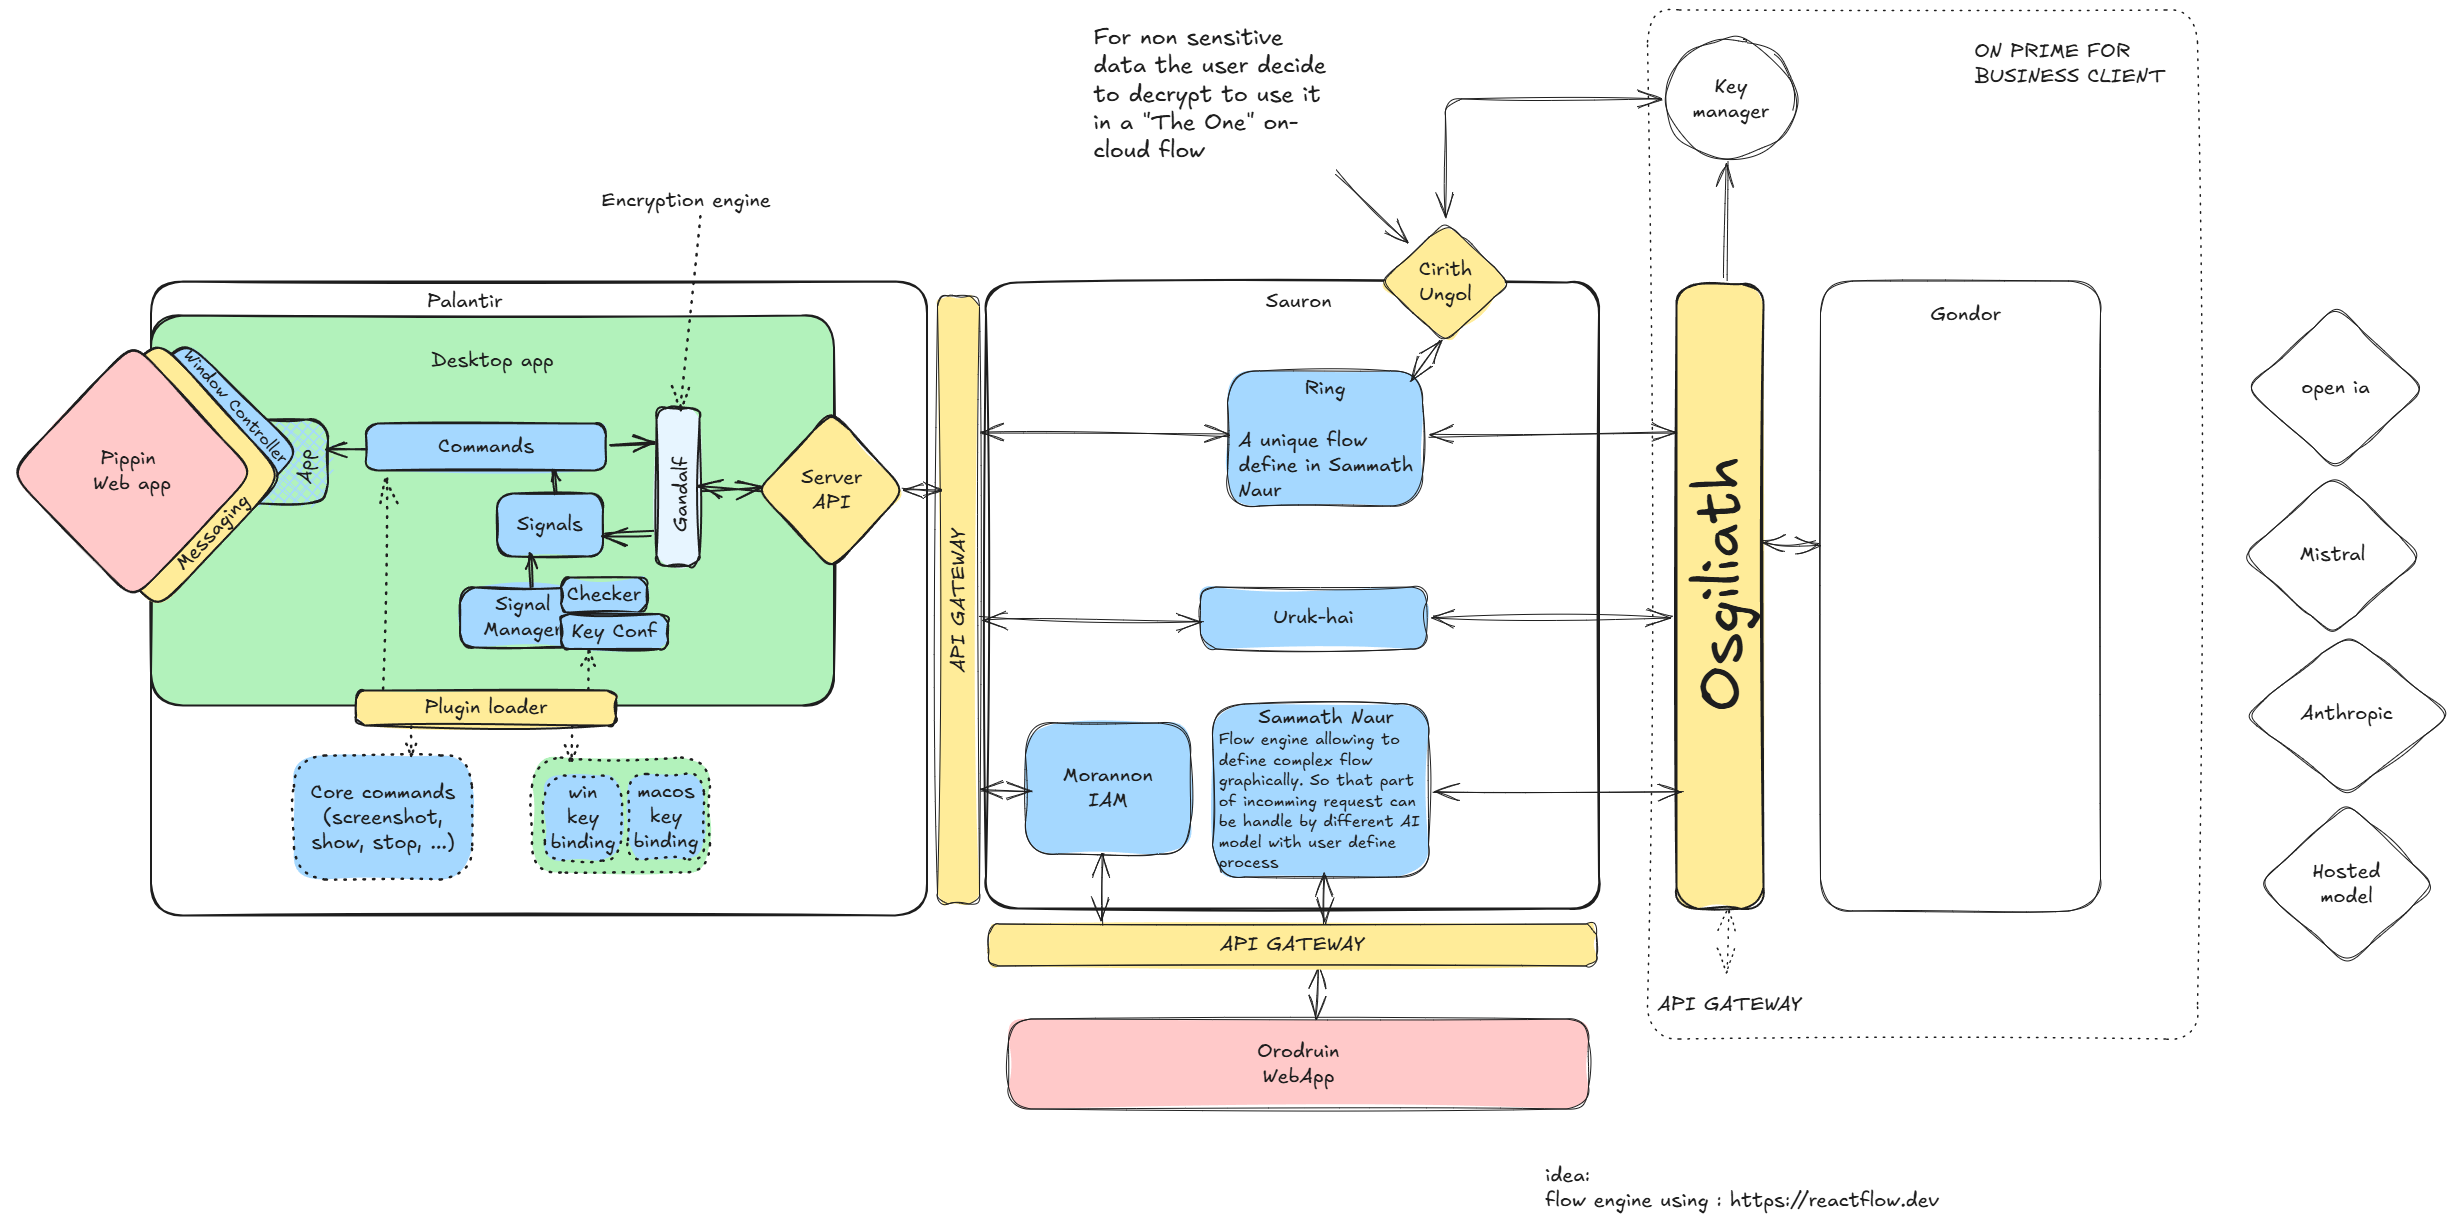 For non sensitive
data the user decide
to decrypt to use it
in a "The One" on-
cloud flow
ON PRIME FOR
BUSINESS CLIENT
Key
manager
Encryption engine
Palantir
Desktop app
Pippin
Web app
Messaging
Window Controller
App
Commands
Signals
Signal
Manager
Checker
Key Conf
Gandalf
Server
API
Plugin loader
Core commands
(screenshot,
show, stop, ...)
win
key
binding
macos
key
binding
API GATEWAY
Sauron
Cirith
Ungol
Ring
A unique flow
define in Sammath
Naur
Uruk-hai
Morannon
IAM
Sammath Naur
Flow engine allowing to
define complex flow
graphically. So that part
of incomming request can
be handle by different AI
model with user define
process
API GATEWAY
Orodruin
WebApp
Osgiliath
API GATEWAY
Gondor
open ia
Mistral
Anthropic
Hosted
model
idea:
flow engine using : https://reactflow.dev